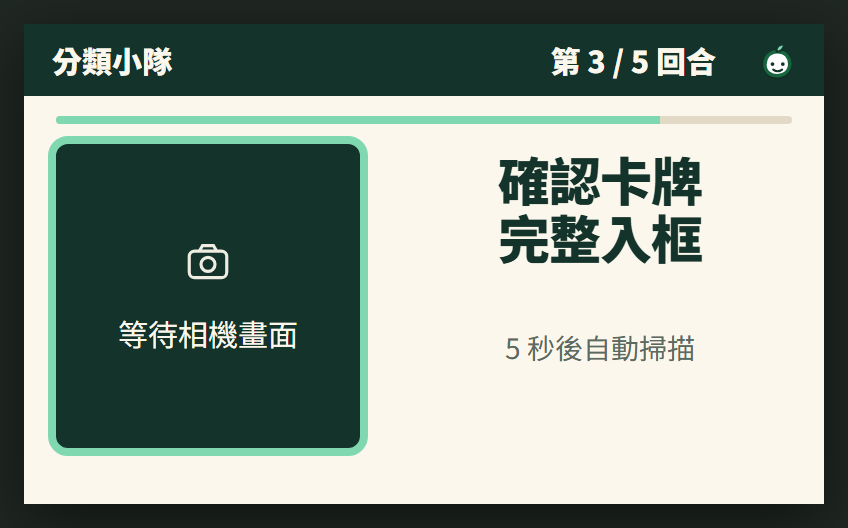 分類小隊
第 3 / 5 回合
等待相機畫面
確認卡牌
完整入框
5 秒後自動掃描